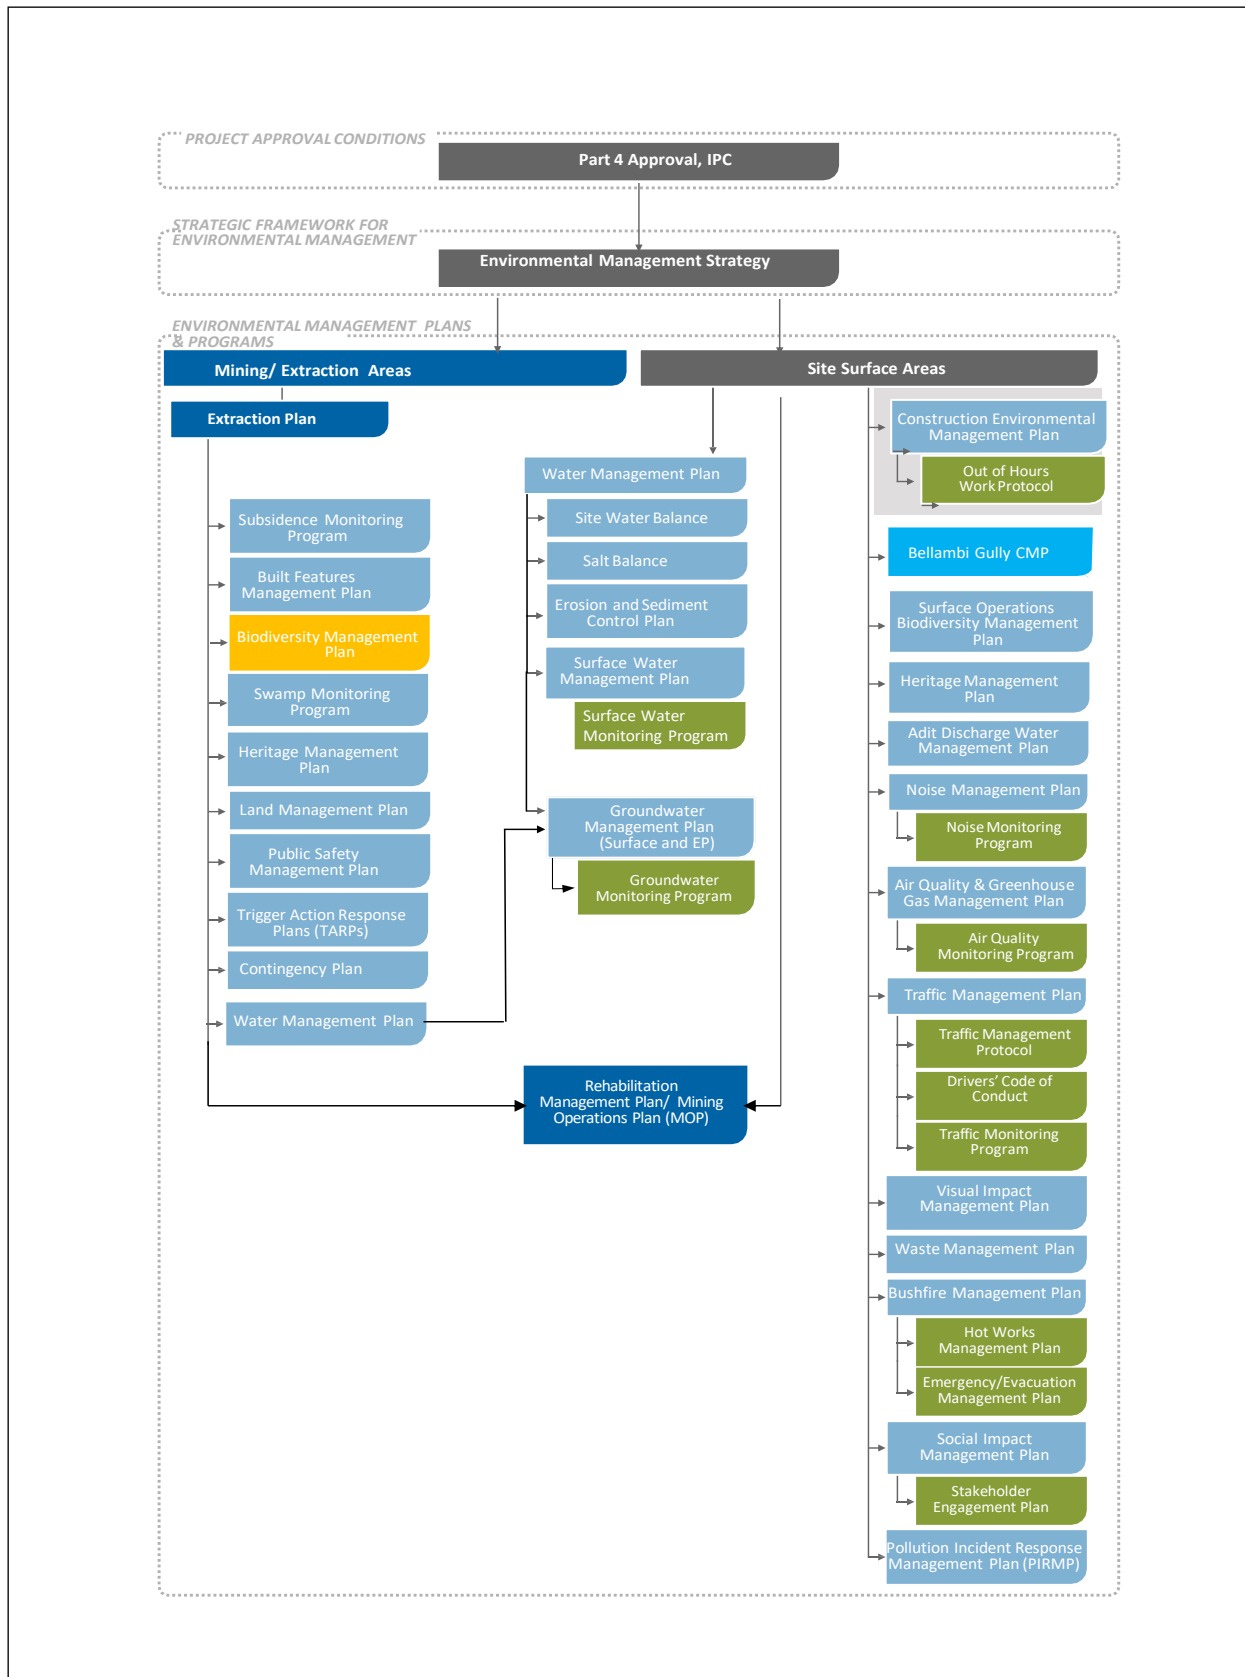 PROJECT APPROVAL CONDITIONS
Part 4 Approval, IPC
STRATEGIC FRAMEWORK FOR
ENVIRONMENTAL MANAGEMENT
Environmental Management Strategy
ENVIRONMENTAL MANAGEMENT PLANS
& PROGRAMS
Mining/ Extraction Areas
Extraction Plan
Subsidence Monitoring
Program
Built Features
Management Plan
Biodiversity Management
Plan
Swamp Monitoring
Program
Heritage Management
Plan
Land Management Plan
Public Safety
Management Plan
Trigger Action Response
Plans (TARPs)
Contingency Plan
Water Management Plan
Site Surface Areas
Water Management Plan
Site Water Balance
Salt Balance
Erosion and Sediment
Control Plan
Surface Water
Management Plan
Surface Water
Monitoring Program
Groundwater
Management Plan
(Surface and EP)
Groundwater
Monitoring Program
Rehabilitation
Management Plan/ Mining
Operations Plan (MOP)
Construction Environmental
Management Plan
Out of Hours
Work Protocol
Bellambi Gully CMP
Surface Operations
Biodiversity Management
Plan
Heritage Management
Plan
Adit Discharge Water
Management Plan
Noise Management Plan
Noise Monitoring
Program
Air Quality & Greenhouse
Gas Management Plan
Air Quality
Monitoring Program
Traffic Management Plan
Traffic Management
Protocol
Drivers' Code of
Conduct
Traffic Monitoring
Program
Visual Impact
Management Plan
Waste Management Plan
Bushfire Management Plan
Hot Works
Management Plan
Emergency/Evacuation
Management Plan
Social Impact
Management Plan
Stakeholder
Engagement Plan
Pollution Incident Response
Management Plan (PIRMP)